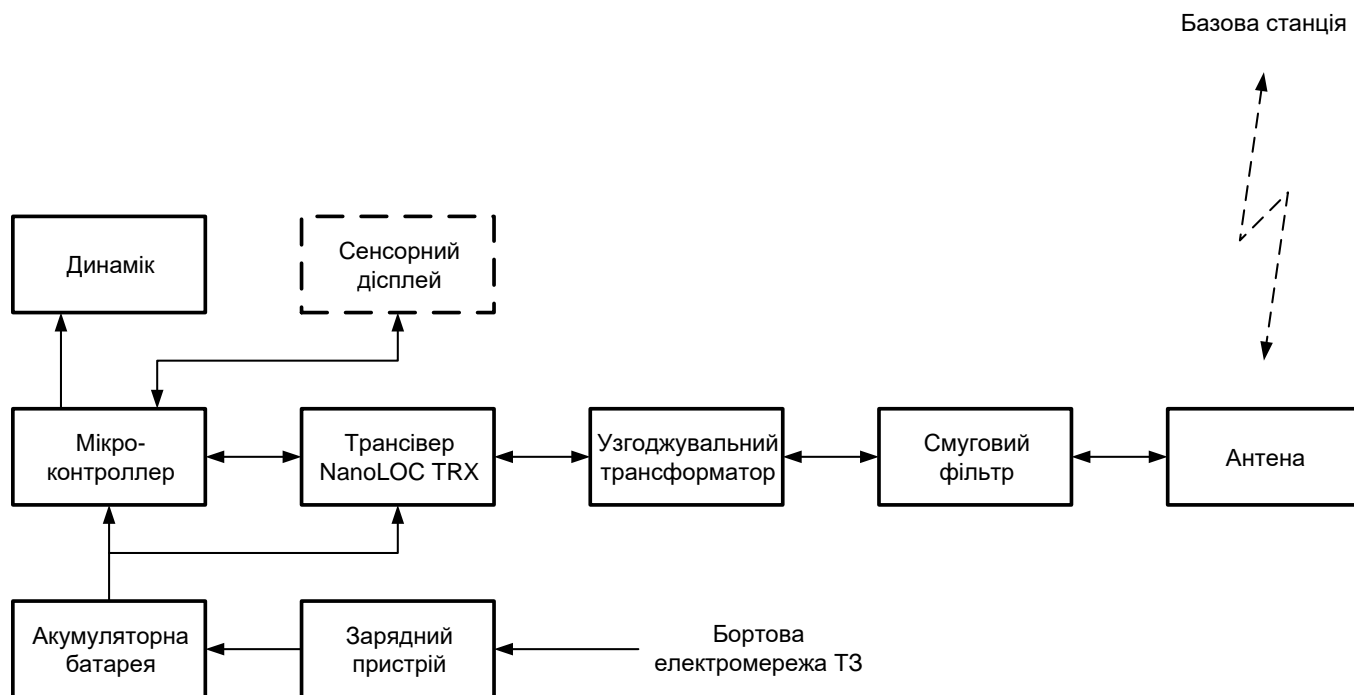 Базова станція
Динамік
Сенсорний
дісплей
Мікро-
контроллер
Трансівер
NanoLOC TRX
Узгоджувальний
трансформатор
Смуговий
фільтр
Антена
Акумуляторна
батарея
Зарядний
пристрій
Бортова
електромережа ТЗ